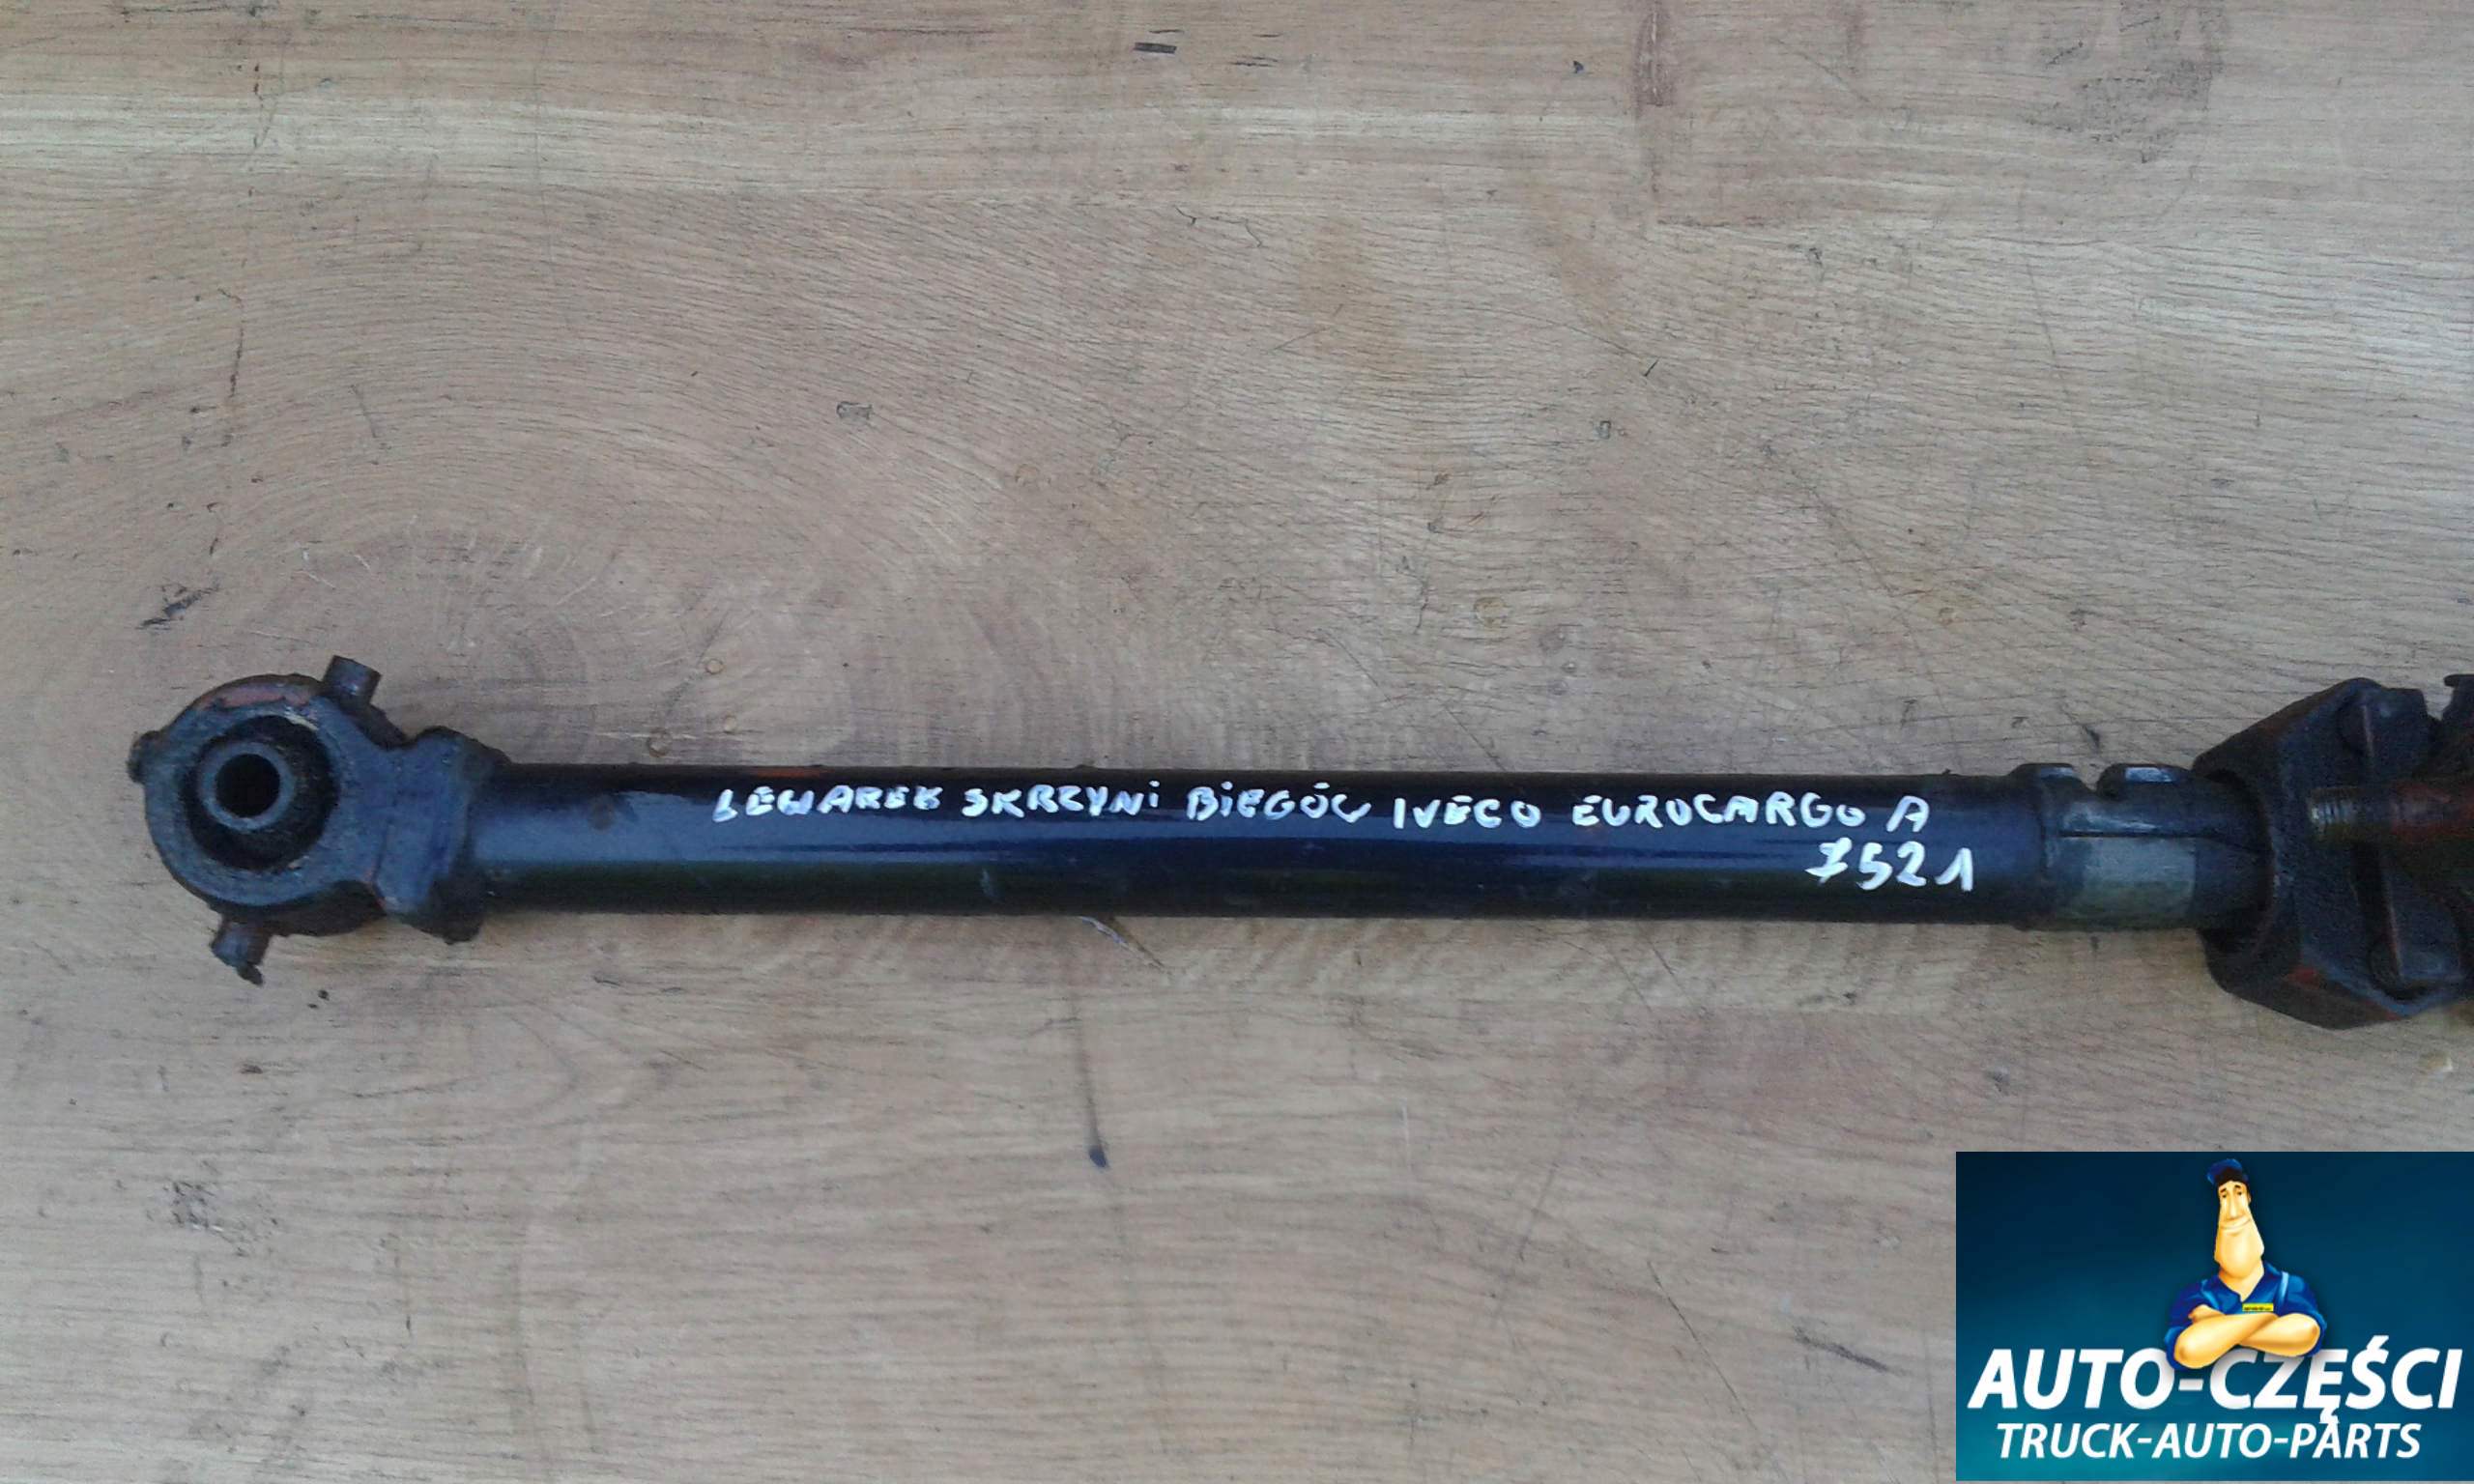 LEWAREK SKRZYNI BIEGÓW IVECO EUROCARGO A
7521
AUTO-CZĘŚCI
TRUCK-AUTO-PARTS